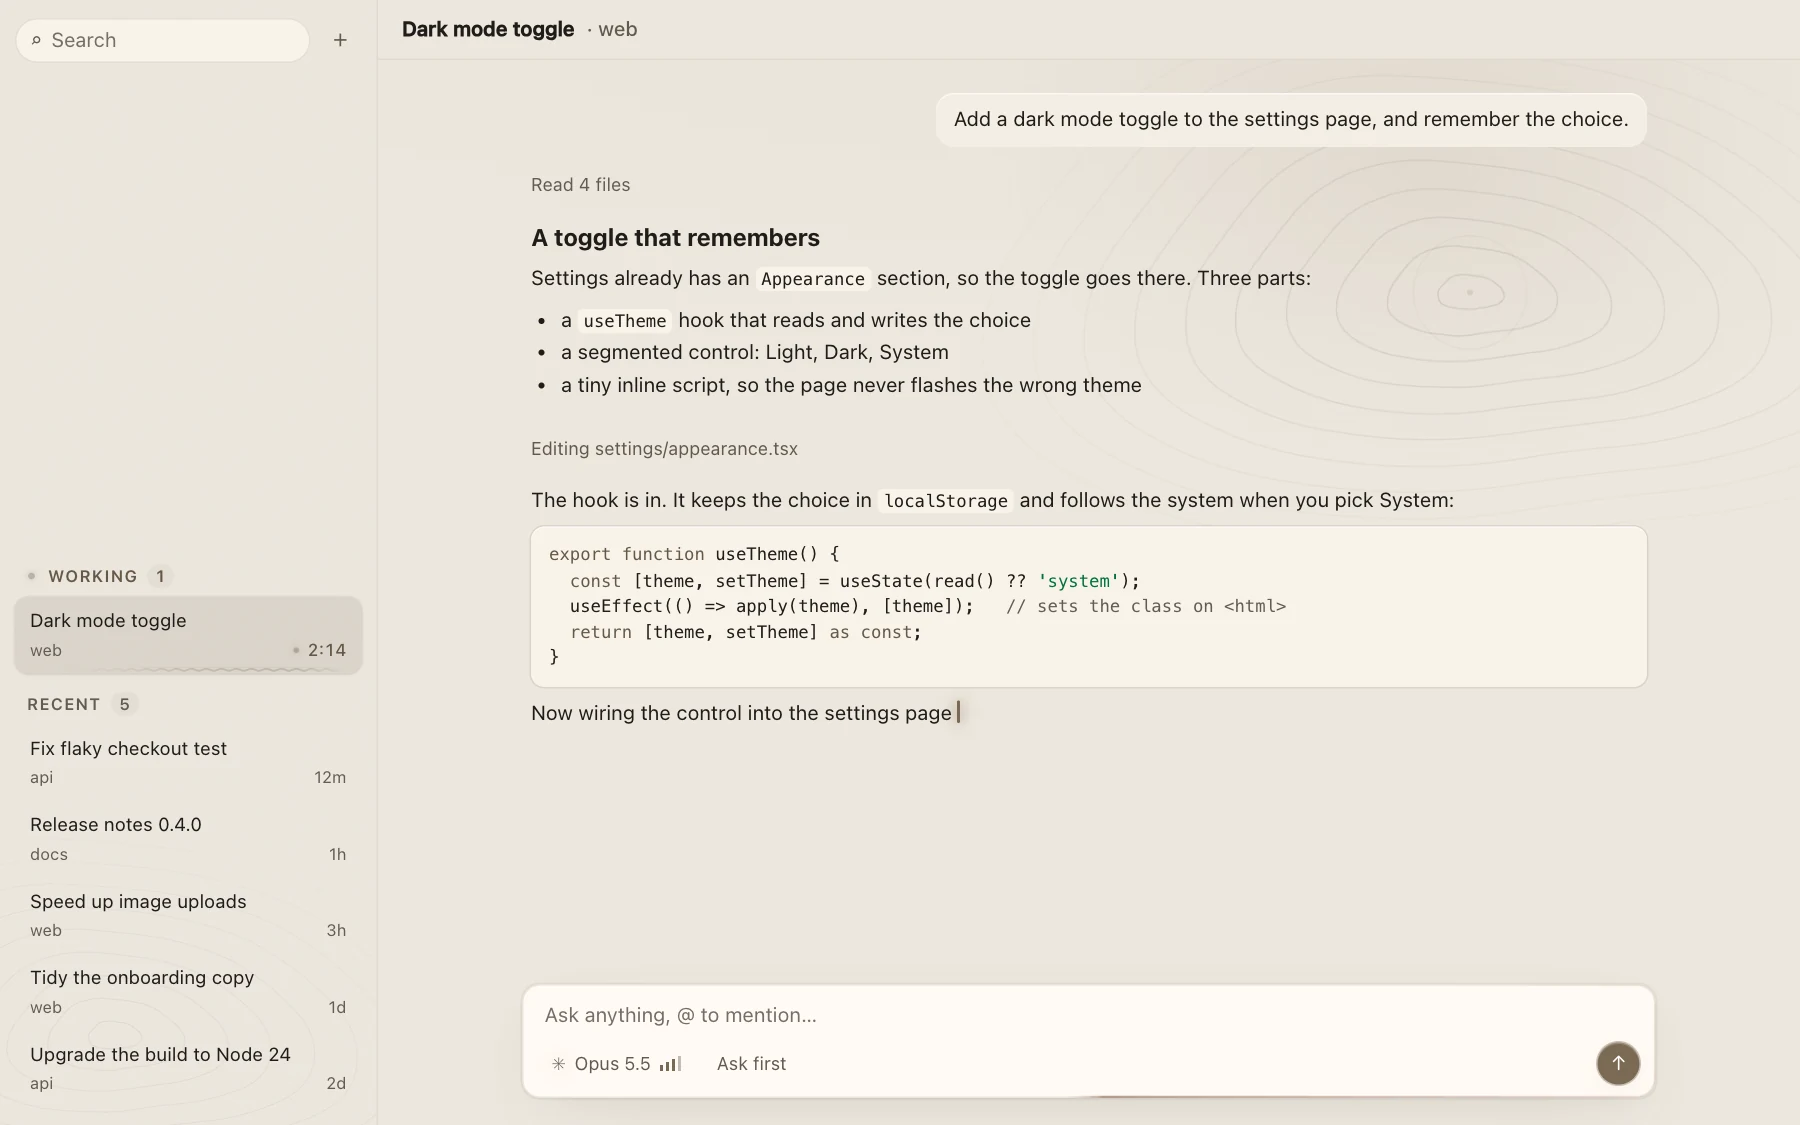 Search
+
WORKING 1
Dark mode toggle
web
2:14
RECENT 5
Fix flaky checkout test
api
12m
Release notes 0.4.0
docs
1h
Speed up image uploads
web
3h
Tidy the onboarding copy
web
1d
Upgrade the build to Node 24
api
2d
Dark mode toggle · web
Add a dark mode toggle to the settings page, and remember the choice.
Read 4 files
A toggle that remembers
Settings already has an Appearance section, so the toggle goes there. Three parts:
• a useTheme hook that reads and writes the choice
• a segmented control: Light, Dark, System
• a tiny inline script, so the page never flashes the wrong theme
Editing settings/appearance.tsx
The hook is in. It keeps the choice in localStorage and follows the system when you pick System:
export function useTheme() {
  const [theme, setTheme] = useState(read() ?? 'system');
  useEffect(() => apply(theme), [theme]);   // sets the class on <html>
  return [theme, setTheme] as const;
}
Now wiring the control into the settings page
Ask anything, @ to mention...
Opus 5.5
Ask first